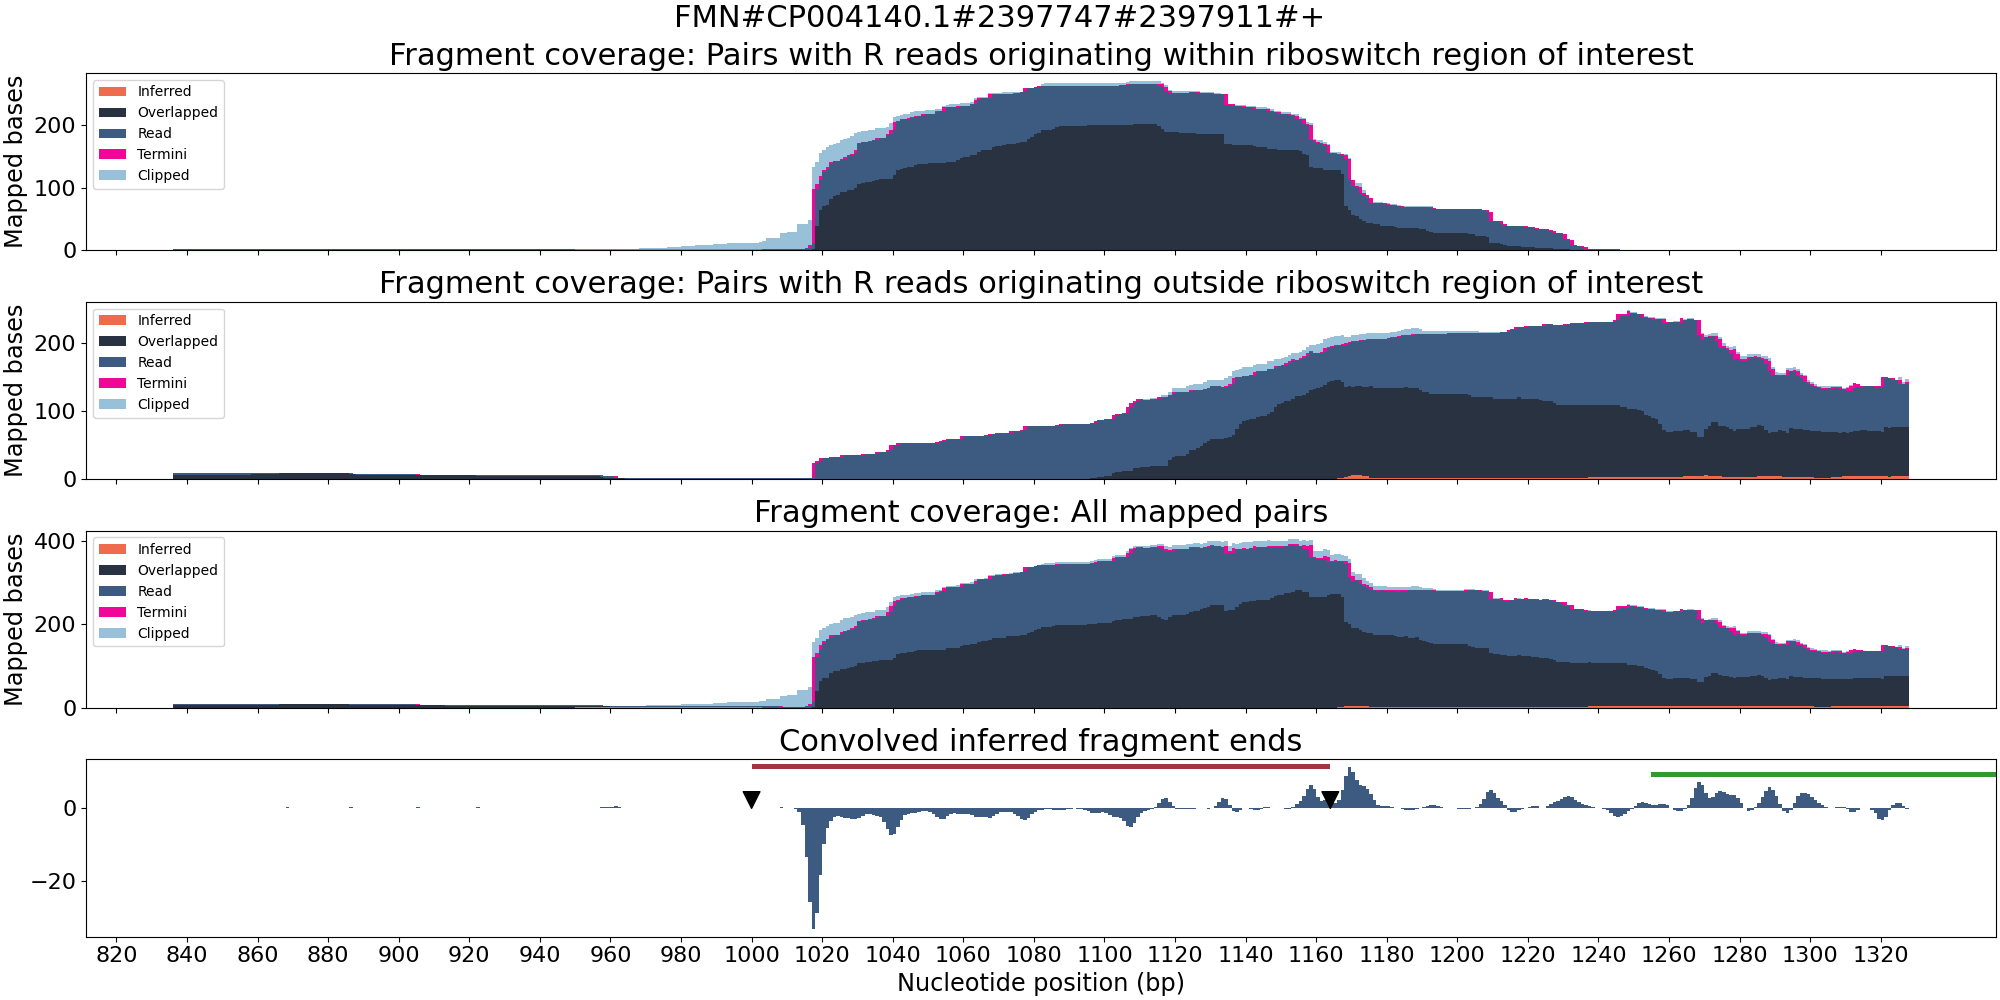 FMN#CP004140.1#2397747#2397911#+
Fragment coverage: Pairs with R reads originating within riboswitch region of interest
Mapped bases
200
100
0
Inferred
Overlapped
Read
Termini
Clipped
Fragment coverage: Pairs with R reads originating outside riboswitch region of interest
Mapped bases
200
100
0
Inferred
Overlapped
Read
Termini
Clipped
Fragment coverage: All mapped pairs
Mapped bases
400
200
0
Inferred
Overlapped
Read
Termini
Clipped
Convolved inferred fragment ends
0
−20
820 840 860 880 900 920 940 960 980 1000 1020 1040 1060 1080 1100 1120 1140 1160 1180 1200 1220 1240 1260 1280 1300 1320
Nucleotide position (bp)